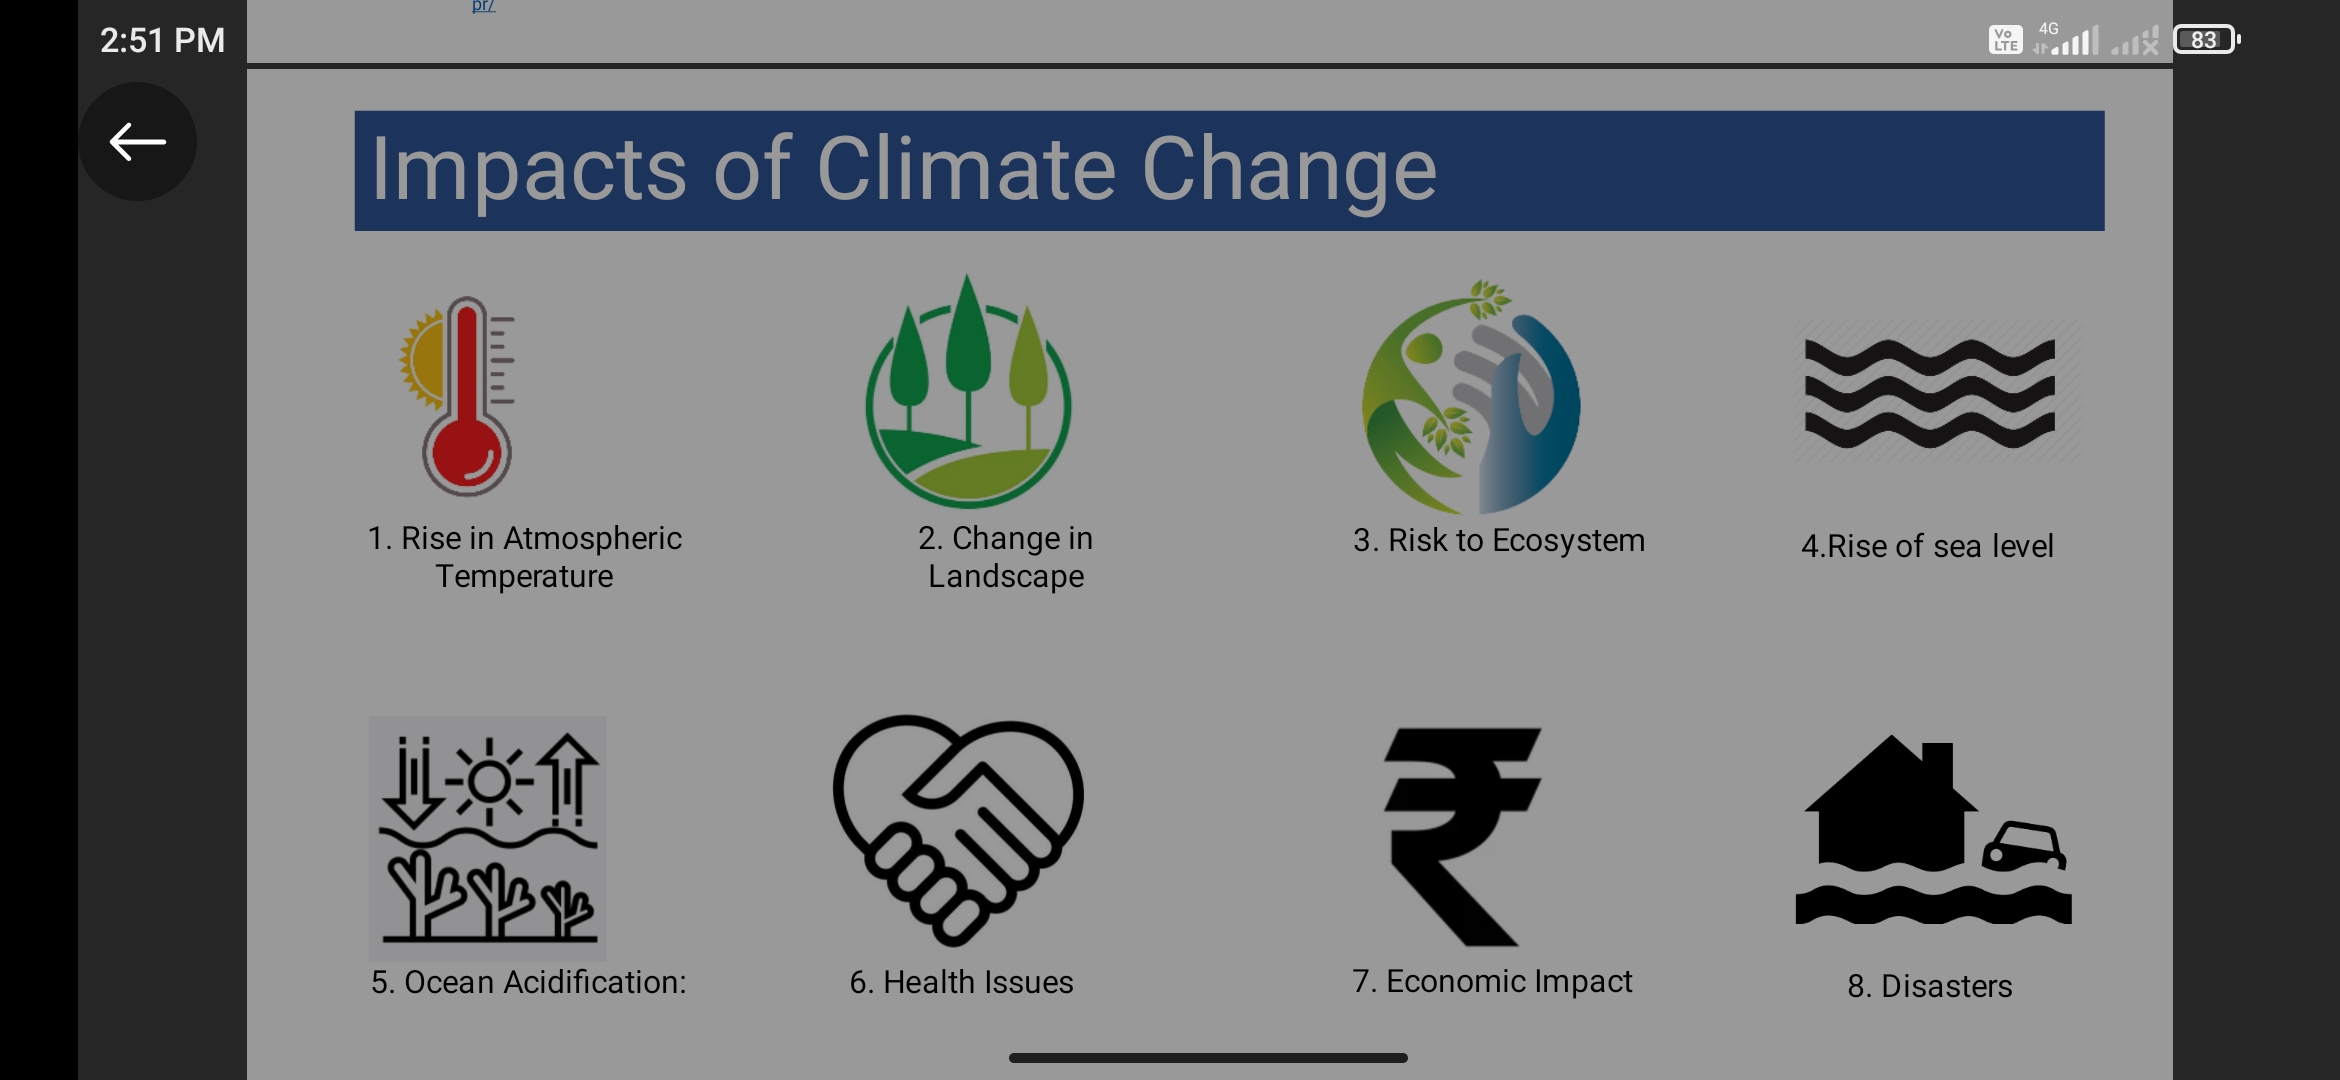 pr/
2:51 PM
Vo LTE
4G
83
Impacts of Climate Change
1. Rise in Atmospheric
Temperature
2. Change in
Landscape
3. Risk to Ecosystem
4.Rise of sea level
5. Ocean Acidification:
6. Health Issues
7. Economic Impact
8. Disasters